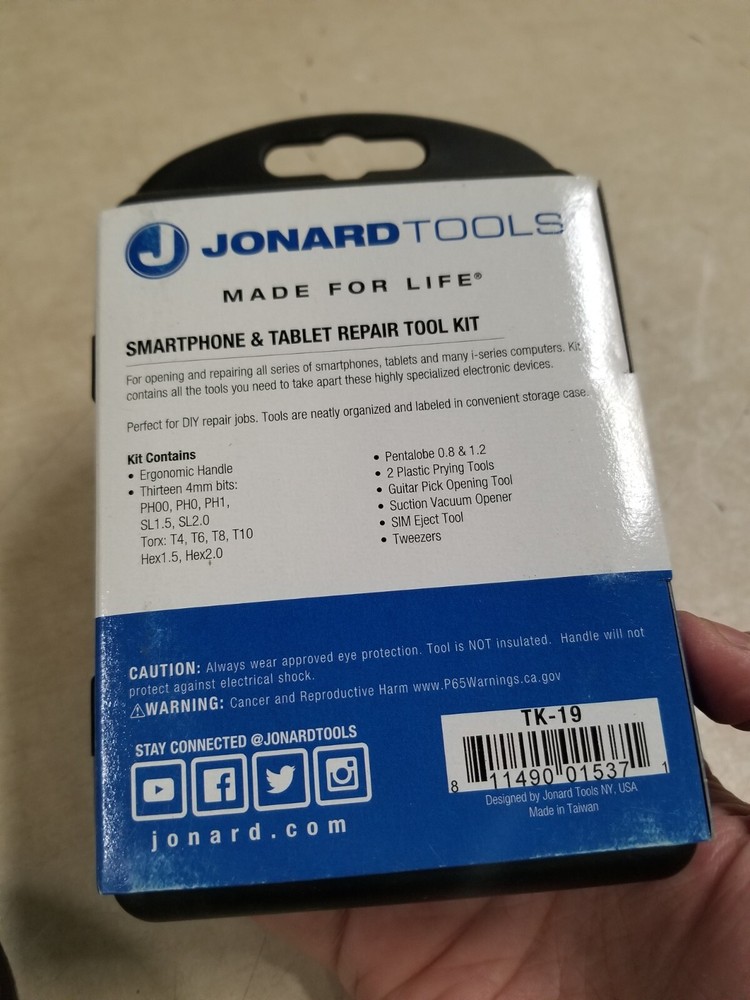 JONARD TOOLS
MADE FOR LIFE®
SMARTPHONE & TABLET REPAIR TOOL KIT
For opening and repairing all series of smartphones, tablets and many i-series computers. Kit
contains all the tools you need to take apart these highly specialized electronic devices.
Perfect for DIY repair jobs. Tools are neatly organized and labeled in convenient storage case.
Kit Contains
• Ergonomic Handle
• Thirteen 4mm bits:
PH00, PH0, PH1,
SL1.5, SL2.0
Torx: T4, T6, T8, T10
Hex1.5, Hex2.0
• Pentalobe 0.8 & 1.2
• 2 Plastic Prying Tools
• Guitar Pick Opening Tool
• Suction Vacuum Opener
• SIM Eject Tool
• Tweezers
CAUTION: Always wear approved eye protection. Tool is NOT insulated. Handle will not
protect against electrical shock.
⚠WARNING: Cancer and Reproductive Harm www.P65Warnings.ca.gov
STAY CONNECTED @JONARDTOOLS
jonard.com
TK-19
8 11490 01537 1
Designed by Jonard Tools NY, USA
Made in Taiwan